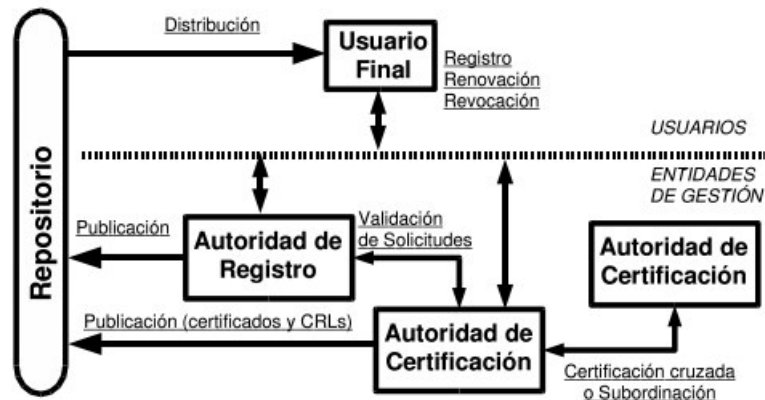 Distribución
Usuario
Final
Registro
Renovación
Revocación
USUARIOS
ENTIDADES
DE GESTIÓN
Repositorio
Publicación
Autoridad de
Registro
Validación
de Solicitudes
Autoridad de
Certificación
Publicación (certificados y CRLs)
Autoridad de
Certificación
Certificación cruzada
o Subordinación